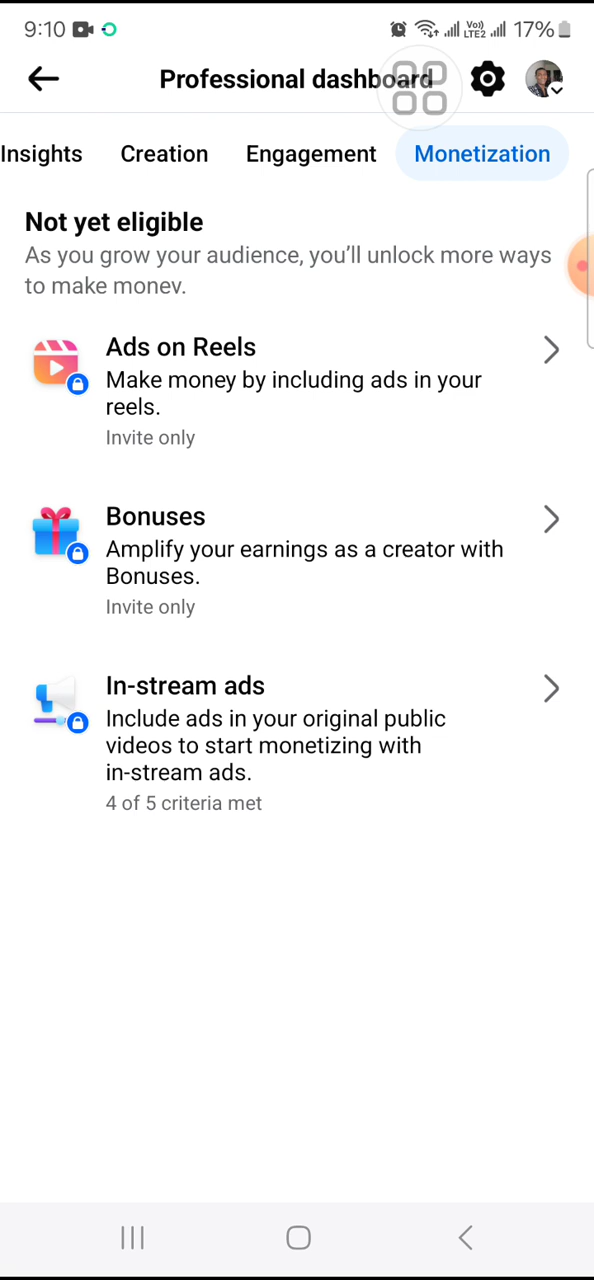 9:10
Vo))
LTE2
17%
Professional dashboard
Insights
Creation
Engagement
Monetization
Not yet eligible
As you grow your audience, you'll unlock more ways
to make money.
Ads on Reels
Make money by including ads in your
reels.
Invite only
Bonuses
Amplify your earnings as a creator with
Bonuses.
Invite only
In-stream ads
Include ads in your original public
videos to start monetizing with
in-stream ads.
4 of 5 criteria met